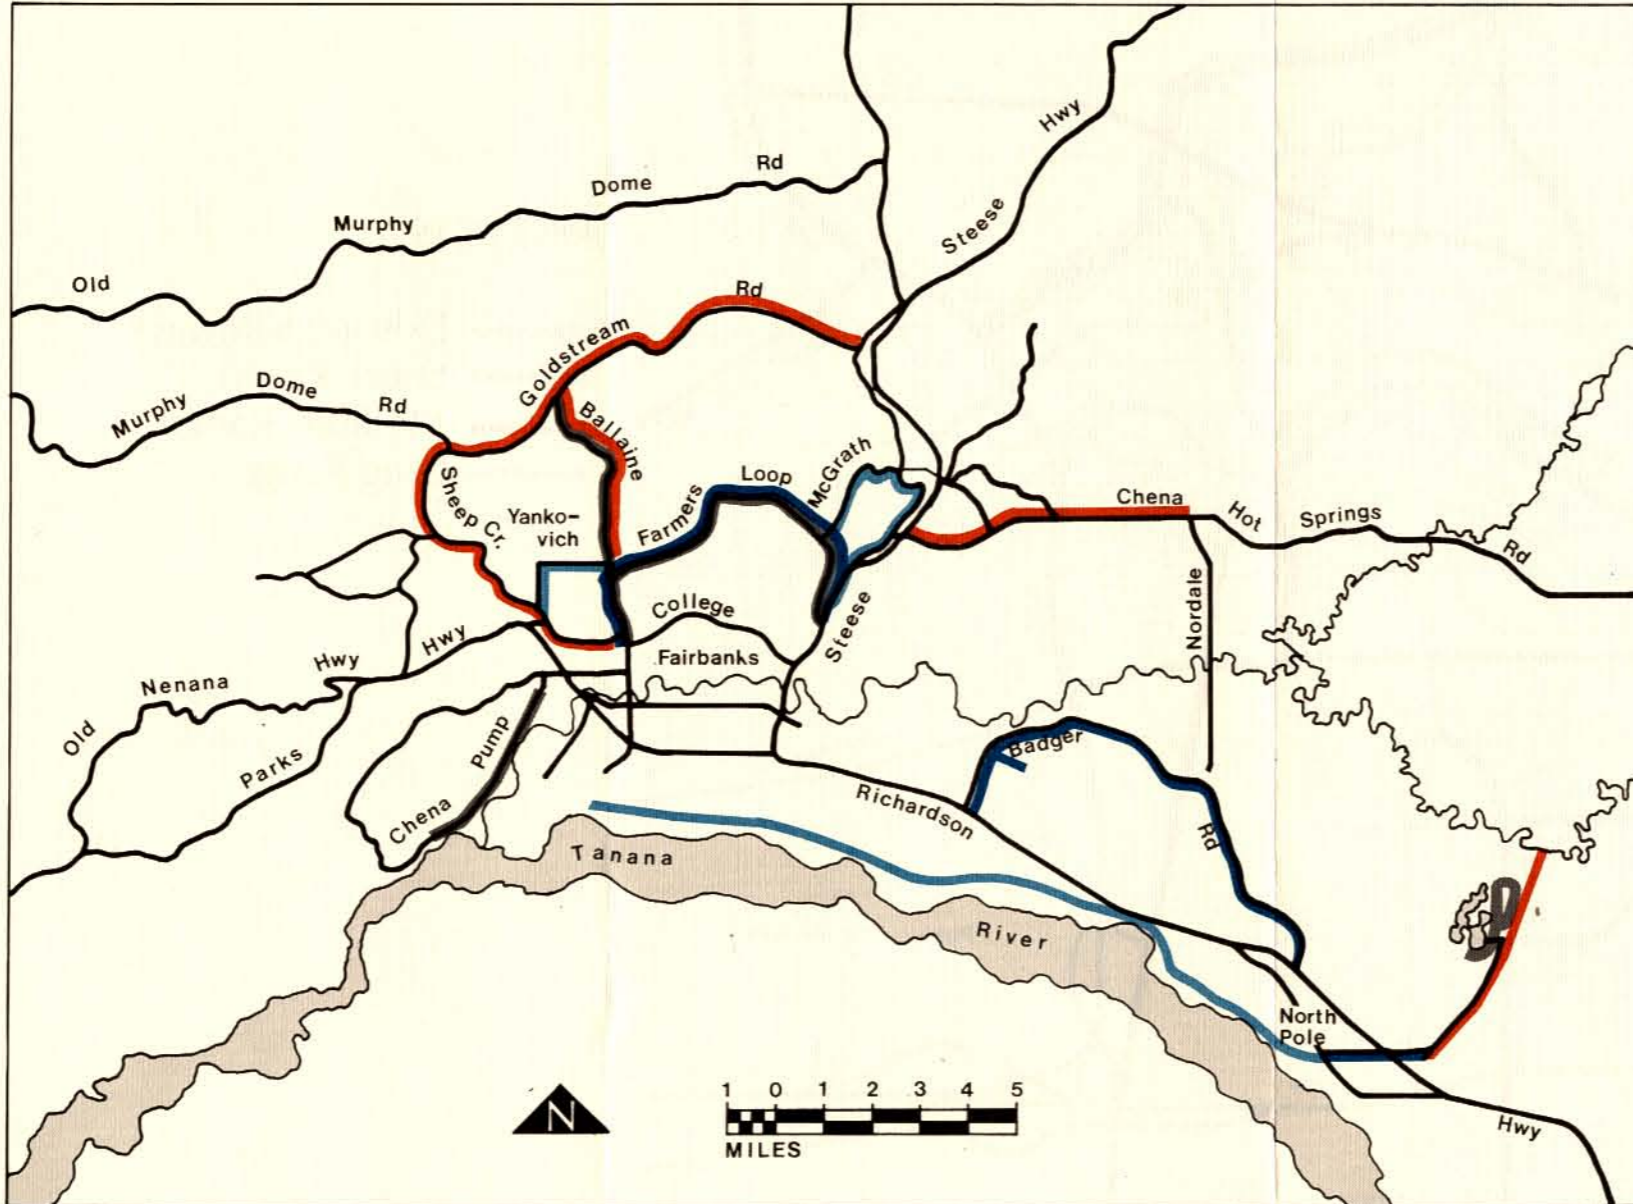 Hwy
Rd
Dome
Steese
Murphy
Old
Rd
Goldstream
Dome
Rd
Murphy
Ballaine
McGrath
Loop
Sheep Cr.
Farmers
Yanko–
vich
Chena
Hot
Springs
Rd
College
Nordale
Steese
Fairbanks
Hwy
Hwy
Nenana
Old
Parks
Pump
Chena
Badger
Richardson
Rd
Tanana
River
North
Pole
Hwy
N
1 0 1 2 3 4 5
MILES